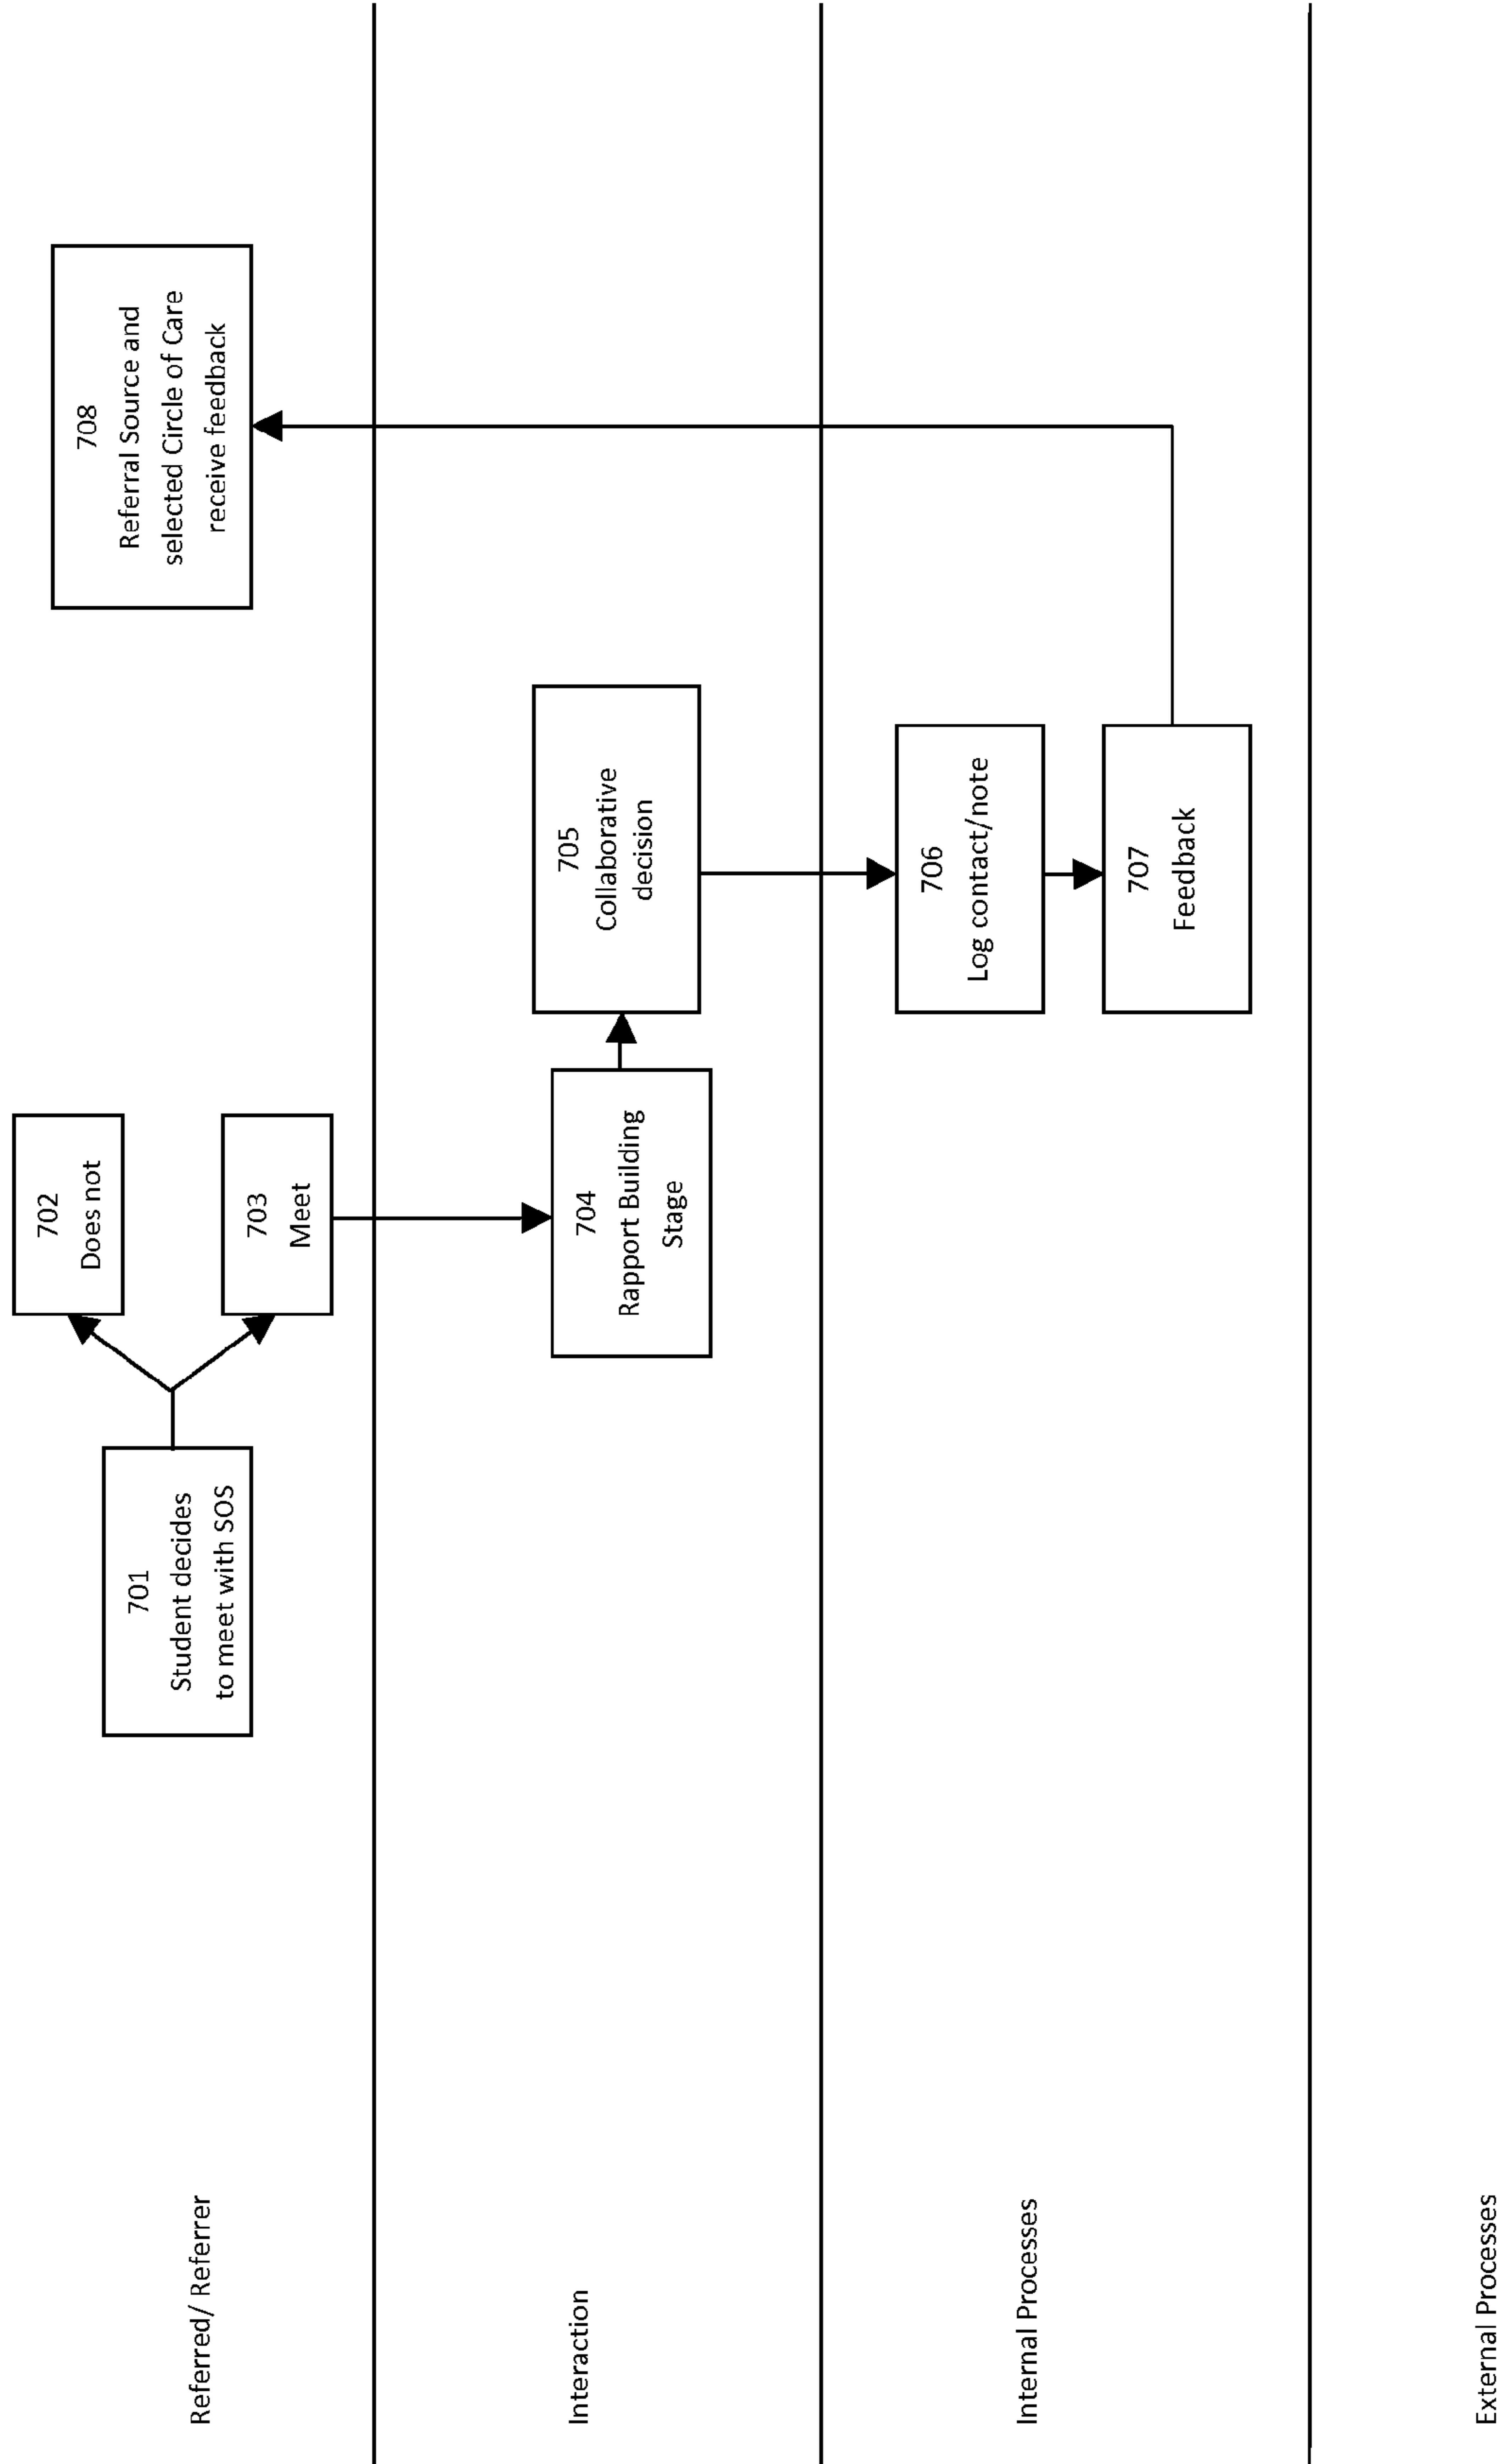 Referred/ Referrer
701
Student decides
to meet with SOS
702
Does not
703
Meet
708
Referral Source and
selected Circle of Care
receive feedback
Interaction
704
Rapport Building
Stage
705
Collaborative
decision
Internal Processes
706
Log contact/note
707
Feedback
External Processes